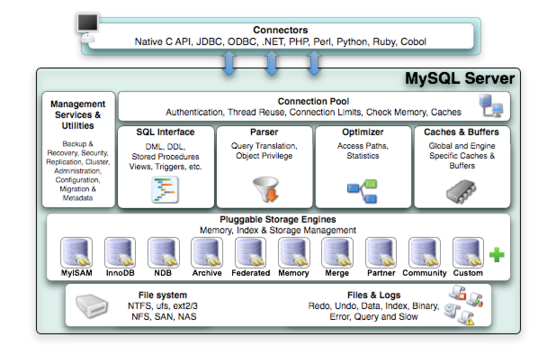 Connectors
Native C API, JDBC, ODBC, .NET, PHP, Perl, Python, Ruby, Cobol
MySQL Server
Management
Services &
Utilities
Backup &
Recovery, Security,
Replication, Cluster,
Administration,
Configuration,
Migration &
Metadata
Connection Pool
Authentication, Thread Reuse, Connection Limits, Check Memory, Caches
SQL Interface
DML, DDL,
Stored Procedures
Views, Triggers, etc.
Parser
Query Translation,
Object Privilege
Optimizer
Access Paths,
Statistics
Caches & Buffers
Global and Engine
Specific Caches &
Buffers
Pluggable Storage Engines
Memory, Index & Storage Management
MyISAM
InnoDB
NDB
Archive
Federated
Memory
Merge
Partner
Community
Custom
File system
NTFS, ufs, ext2/3
NFS, SAN, NAS
Files & Logs
Redo, Undo, Data, Index, Binary,
Error, Query and Slow